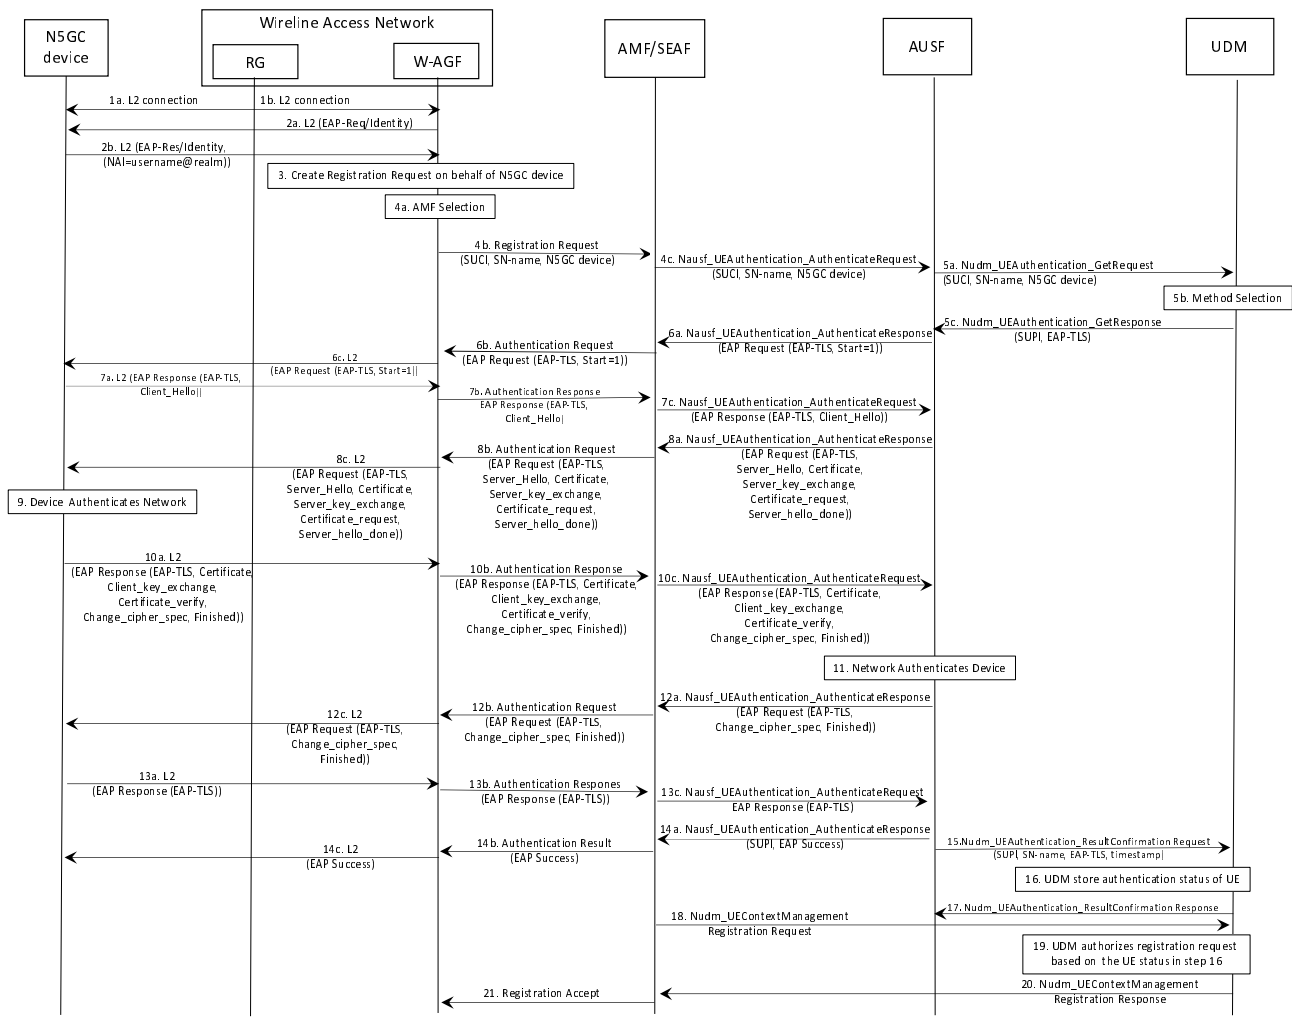 Wireline Access Network
N5GC
device
RG
W-AGF
AMF/SEAF
AUSF
UDM
1a. L2 connection
1b. L2 connection
2a. L2 (EAP-Req/Identity)
2b. L2 (EAP-Res/Identity,
(NAI=username@realm))
3. Create Registration Request on behalf of N5GC device
4a. AMF Selection
4b. Registration Request
(SUCI, SN-name, N5GC device)
4c. Nausf_UEAuthentication_AuthenticateRequest
(SUCI, SN-name, N5GC device)
5a. Nudm_UEAuthentication_GetRequest
(SUCI, SN-name, N5GC device)
5b. Method Selection
5c. Nudm_UEAuthentication_GetResponse
(SUPI, EAP-TLS)
6a. Nausf_UEAuthentication_AuthenticateResponse
(EAP Request (EAP-TLS, Start=1))
6b. Authentication Request
(EAP Request (EAP-TLS, Start=1))
6c. L2
(EAP Request (EAP-TLS, Start=1||
7a. L2 (EAP Response (EAP-TLS,
Client_Hello||
7b. Authentication Response
EAP Response (EAP-TLS,
Client_Hello|
7c. Nausf_UEAuthentication_AuthenticateRequest
(EAP Response (EAP-TLS, Client_Hello))
8a. Nausf_UEAuthentication_AuthenticateResponse
(EAP Request (EAP-TLS,
Server_Hello, Certificate,
Server_key_exchange,
Certificate_request,
Server_hello_done))
8b. Authentication Request
(EAP Request (EAP-TLS,
Server_Hello, Certificate,
Server_key_exchange,
Certificate_request,
Server_hello_done))
8c. L2
(EAP Request (EAP-TLS,
Server_Hello, Certificate,
Server_key_exchange,
Certificate_request,
Server_hello_done))
9. Device Authenticates Network
10a. L2
(EAP Response (EAP-TLS, Certificate,
Client_key_exchange,
Certificate_verify,
Change_cipher_spec, Finished))
10b. Authentication Response
(EAP Response (EAP-TLS, Certificate,
Client_key_exchange,
Certificate_verify,
Change_cipher_spec, Finished))
10c. Nausf_UEAuthentication_AuthenticateRequest
(EAP Response (EAP-TLS, Certificate,
Client_key_exchange,
Certificate_verify,
Change_cipher_spec, Finished))
11. Network Authenticates Device
12a. Nausf_UEAuthentication_AuthenticateResponse
(EAP Request (EAP-TLS,
Change_cipher_spec, Finished))
12b. Authentication Request
(EAP Request (EAP-TLS,
Change_cipher_spec, Finished))
12c. L2
(EAP Request (EAP-TLS,
Change_cipher_spec,
Finished))
13a. L2
(EAP Response (EAP-TLS))
13b. Authentication Respones
(EAP Response (EAP-TLS))
13c. Nausf_UEAuthentication_AuthenticateRequest
EAP Response (EAP-TLS)
14a. Nausf_UEAuthentication_AuthenticateResponse
(SUPI, EAP Success)
14b. Authentication Result
(EAP Success)
14c. L2
(EAP Success)
15.Nudm_UEAuthentication_ResultConfirmation Request
(SUPI, SN-name, EAP-TLS, timestamp|
16. UDM store authentication status of UE
17. Nudm_UEAuthentication_ResultConfirmation Response
18. Nudm_UEContextManagement
Registration Request
19. UDM authorizes registration request
based on the UE status in step 16
20. Nudm_UEContextManagement
Registration Response
21. Registration Accept